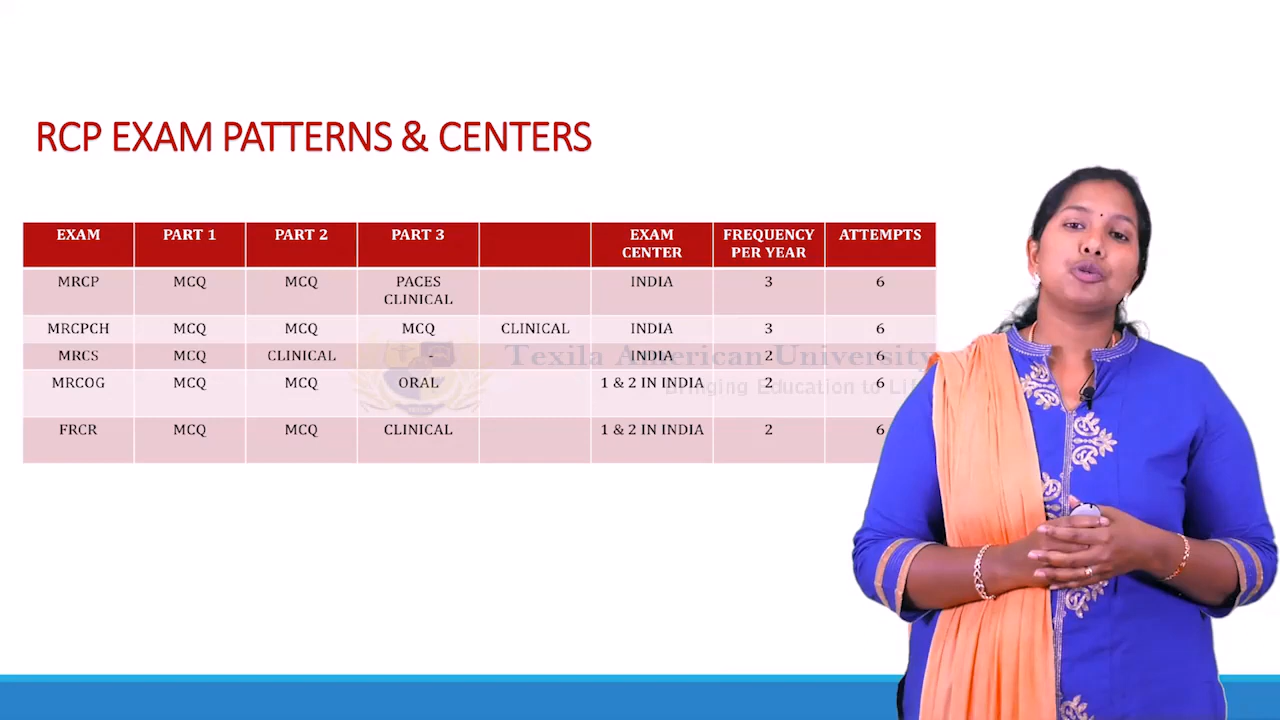 RCP EXAM PATTERNS & CENTERS
EXAM PART 1 PART 2 PART 3 EXAM CENTER FREQUENCY PER YEAR ATTEMPTS
MRCP MCQ MCQ PACES CLINICAL INDIA 3 6
MRCPCH MCQ MCQ MCQ CLINICAL INDIA 3 6
MRCS MCQ CLINICAL - INDIA 2 6
MRCOG MCQ MCQ ORAL 1 & 2 IN INDIA 2 6
FRCR MCQ MCQ CLINICAL 1 & 2 IN INDIA 2 6
Texila American University
Bringing Education to
TEXILA